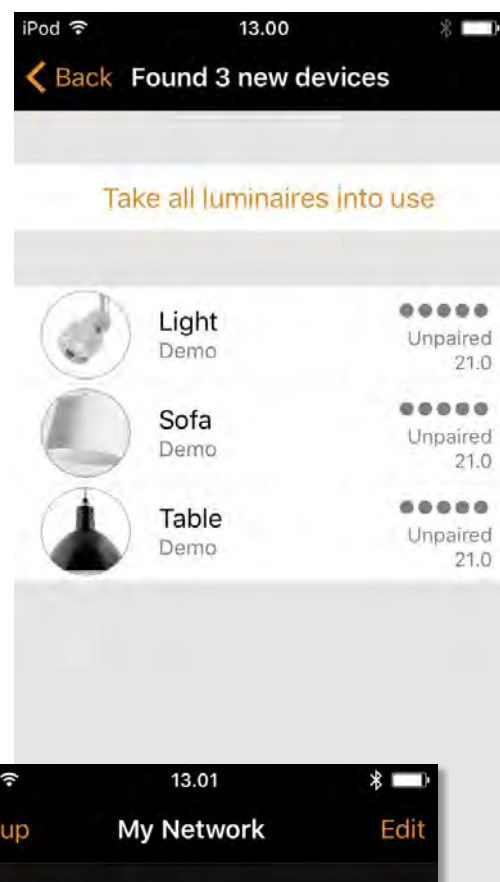 iPod 13.00
Back Found 3 new devices
Take all luminaires into use
Light
Demo
Unpaired
21.0
Sofa
Demo
Unpaired
21.0
Table
Demo
Unpaired
21.0
13.01
up My Network Edit